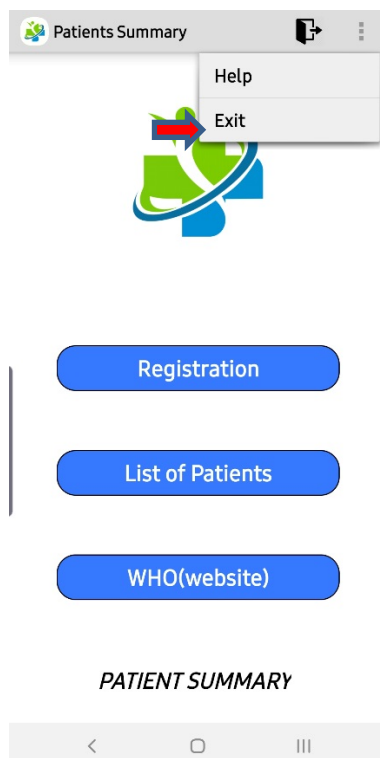 Patients Summary
Help
Exit
Registration
List of Patients
WHO(website)
PATIENT SUMMARY